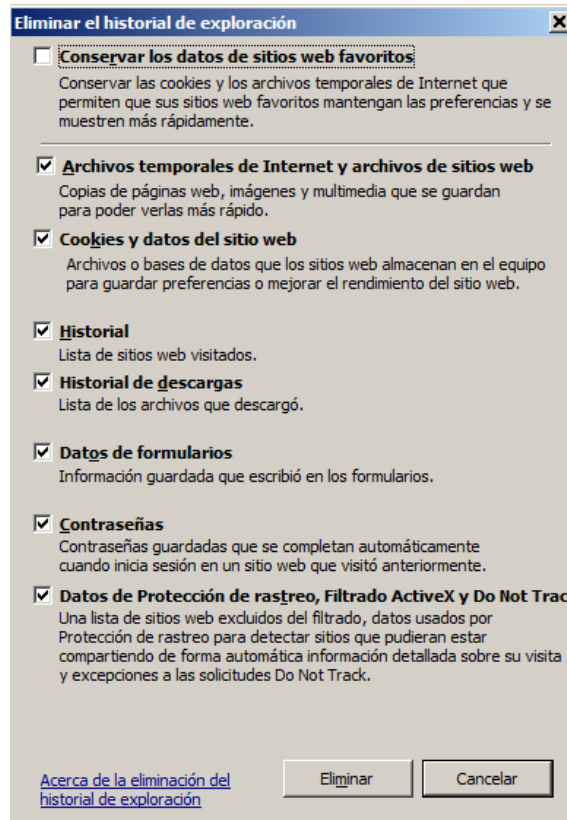 Eliminar el historial de exploración
Conservar los datos de sitios web favoritos
Conservar las cookies y los archivos temporales de Internet que
permiten que sus sitios web favoritos mantengan las preferencias y se
muestren más rápidamente.
Archivos temporales de Internet y archivos de sitios web
Copias de páginas web, imágenes y multimedia que se guardan
para poder verlas más rápido.
Cookies y datos del sitio web
Archivos o bases de datos que los sitios web almacenan en el equipo
para guardar preferencias o mejorar el rendimiento del sitio web.
Historial
Lista de sitios web visitados.
Historial de descargas
Lista de los archivos que descargó.
Datos de formularios
Información guardada que escribió en los formularios.
Contraseñas
Contraseñas guardadas que se completan automáticamente
cuando inicia sesión en un sitio web que visitó anteriormente.
Datos de Protección de rastreo, Filtrado ActiveX y Do Not Trac
Una lista de sitios web excluidos del filtrado, datos usados por
Protección de rastreo para detectar sitios que pudieran estar
compartiendo de forma automática información detallada sobre su visita
y excepciones a las solicitudes Do Not Track.
Acerca de la eliminación del
historial de exploración
Eliminar
Cancelar